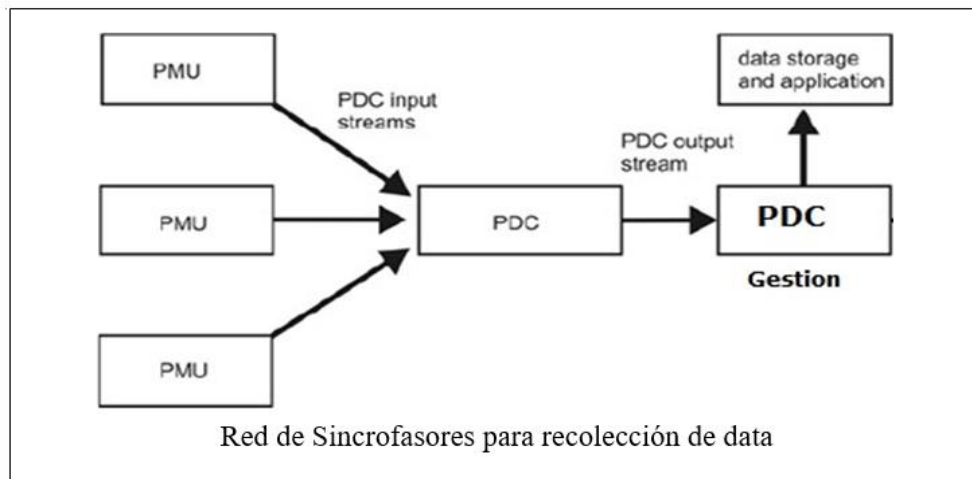 PMU
PDC input
streams
PMU
PMU
PDC
PDC output
stream
data storage
and application
PDC
Gestion
Red de Sincrofasores para recolección de data